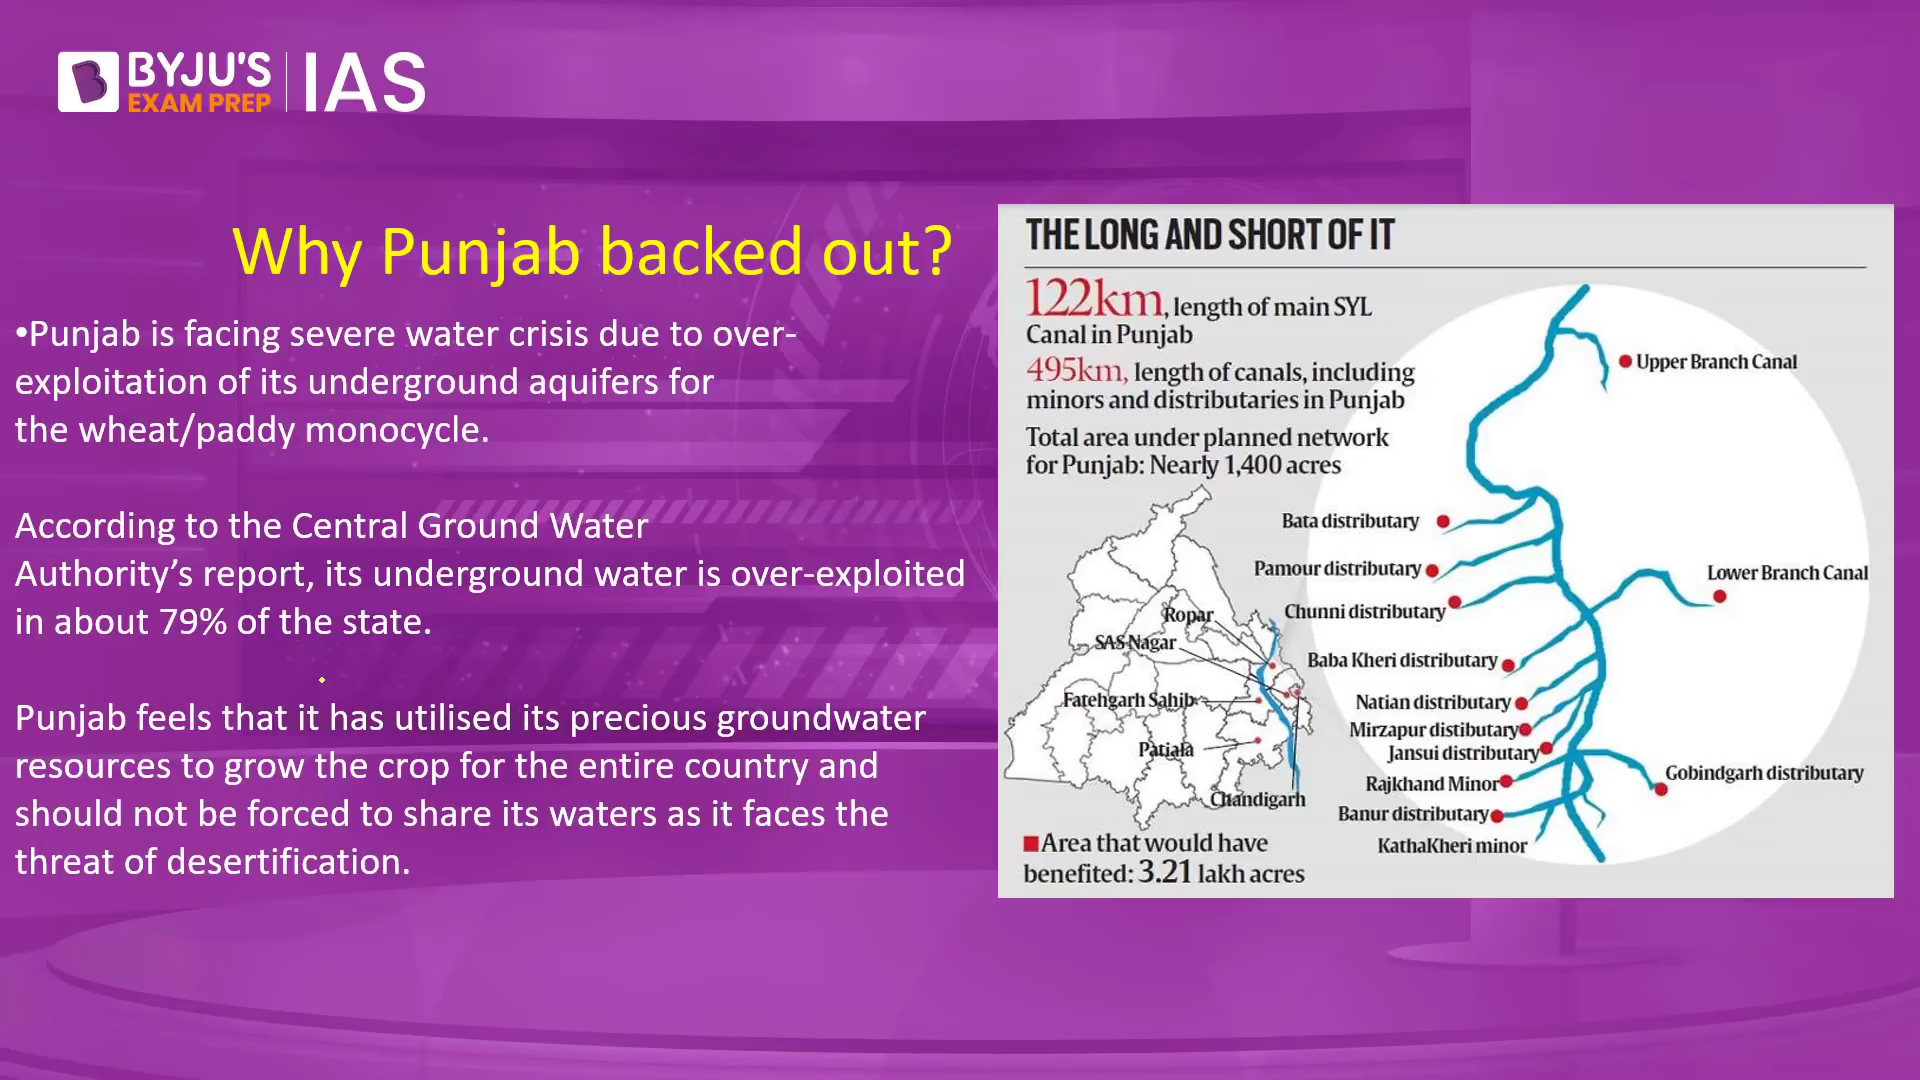 BYJU'S
EXAM PREP
IAS
Why Punjab backed out?
•Punjab is facing severe water crisis due to over-
exploitation of its underground aquifers for
the wheat/paddy monocycle.
According to the Central Ground Water
Authority’s report, its underground water is over-exploited
in about 79% of the state.
Punjab feels that it has utilised its precious groundwater
resources to grow the crop for the entire country and
should not be forced to share its waters as it faces the
threat of desertification.
THE LONG AND SHORT OF IT
122km, length of main SYL
Canal in Punjab
495km, length of canals, including
minors and distributaries in Punjab
Total area under planned network
for Punjab: Nearly 1,400 acres
Ropar
SAS Nagar
Fatehgarh Sahib
Patiala
Chandigarh
Area that would have
benefited: 3.21 lakh acres
Upper Branch Canal
Bata distributary
Pamour distributary
Lower Branch Canal
Chunni distributary
Baba Kheri distributary
Natian distributary
Mirzapur distibutary
Jansui distributary
Gobindgarh distributary
Rajkhand Minor
Banur distributary
KathaKheri minor